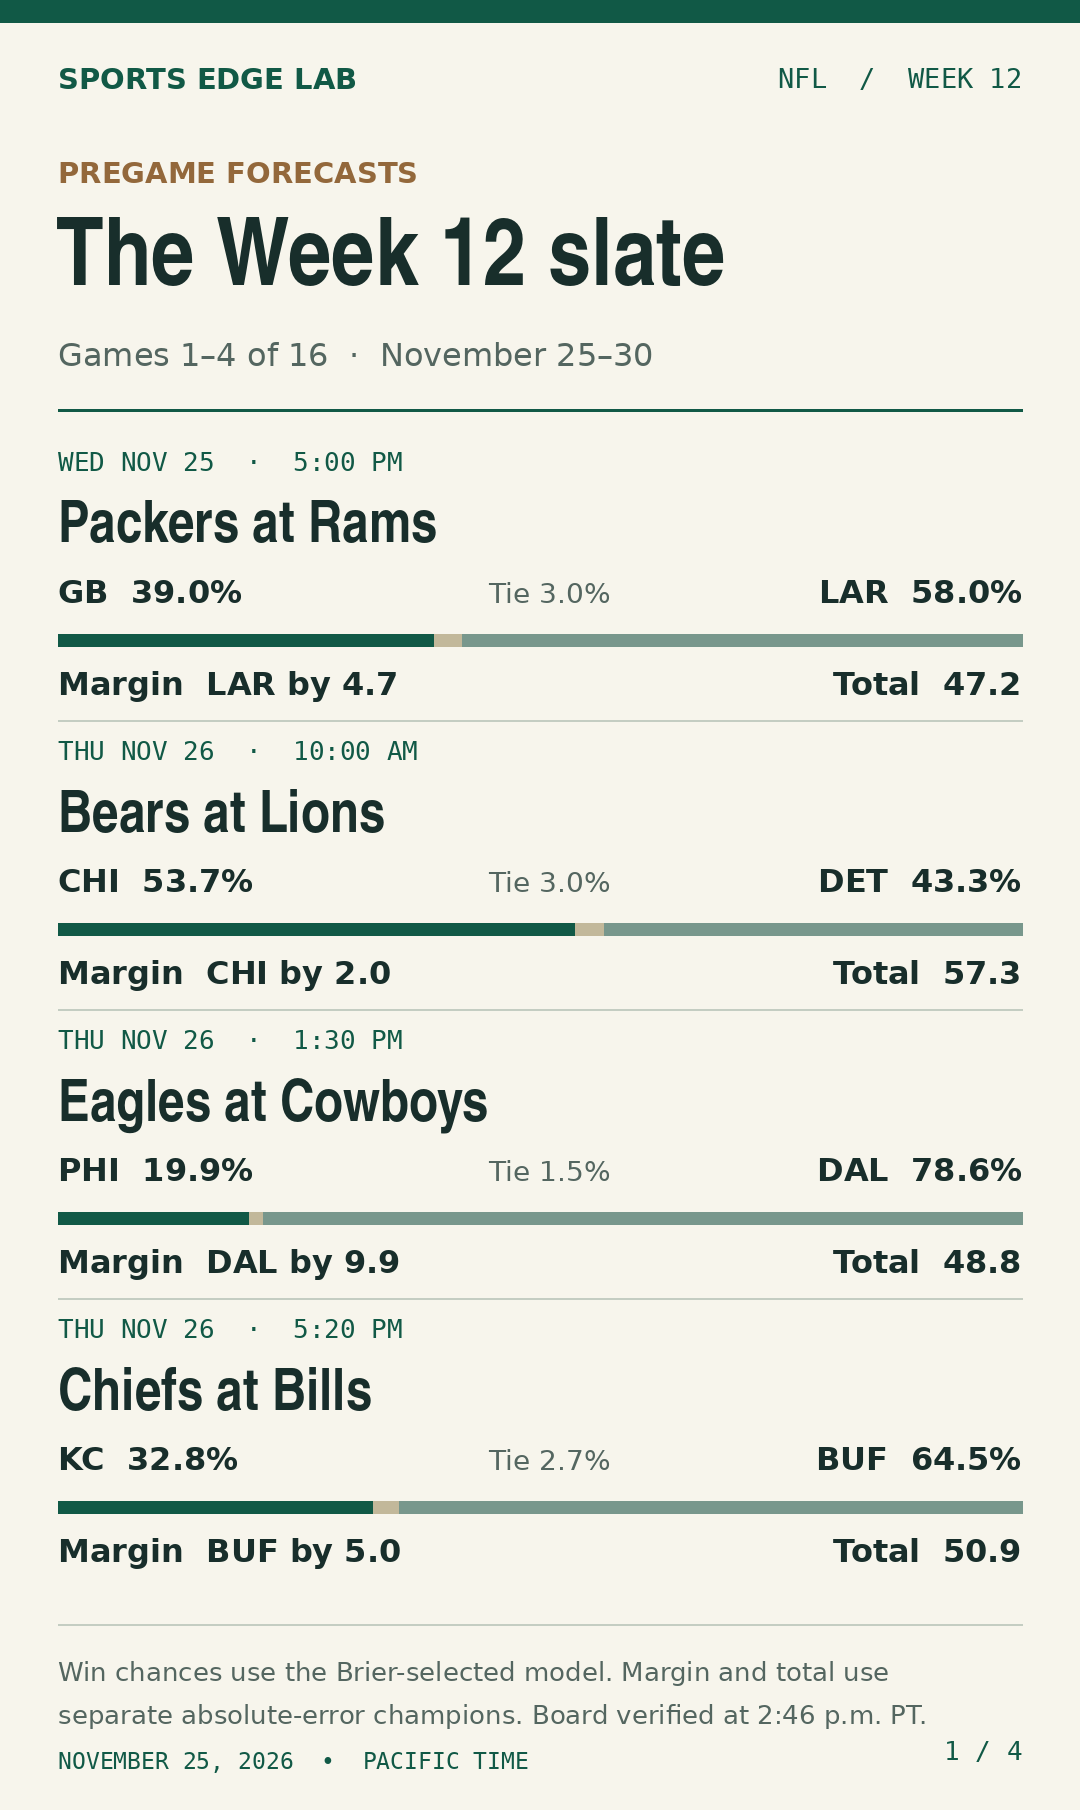 SPORTS EDGE LAB
NFL / WEEK 12
PREGAME FORECASTS
The Week 12 slate
Games 1–4 of 16 · November 25–30
WED NOV 25 · 5:00 PM
Packers at Rams
GB 39.0% Tie 3.0% LAR 58.0%
Margin LAR by 4.7 Total 47.2
THU NOV 26 · 10:00 AM
Bears at Lions
CHI 53.7% Tie 3.0% DET 43.3%
Margin CHI by 2.0 Total 57.3
THU NOV 26 · 1:30 PM
Eagles at Cowboys
PHI 19.9% Tie 1.5% DAL 78.6%
Margin DAL by 9.9 Total 48.8
THU NOV 26 · 5:20 PM
Chiefs at Bills
KC 32.8% Tie 2.7% BUF 64.5%
Margin BUF by 5.0 Total 50.9
Win chances use the Brier-selected model. Margin and total use
separate absolute-error champions. Board verified at 2:46 p.m. PT.
NOVEMBER 25, 2026 • PACIFIC TIME
1 / 4